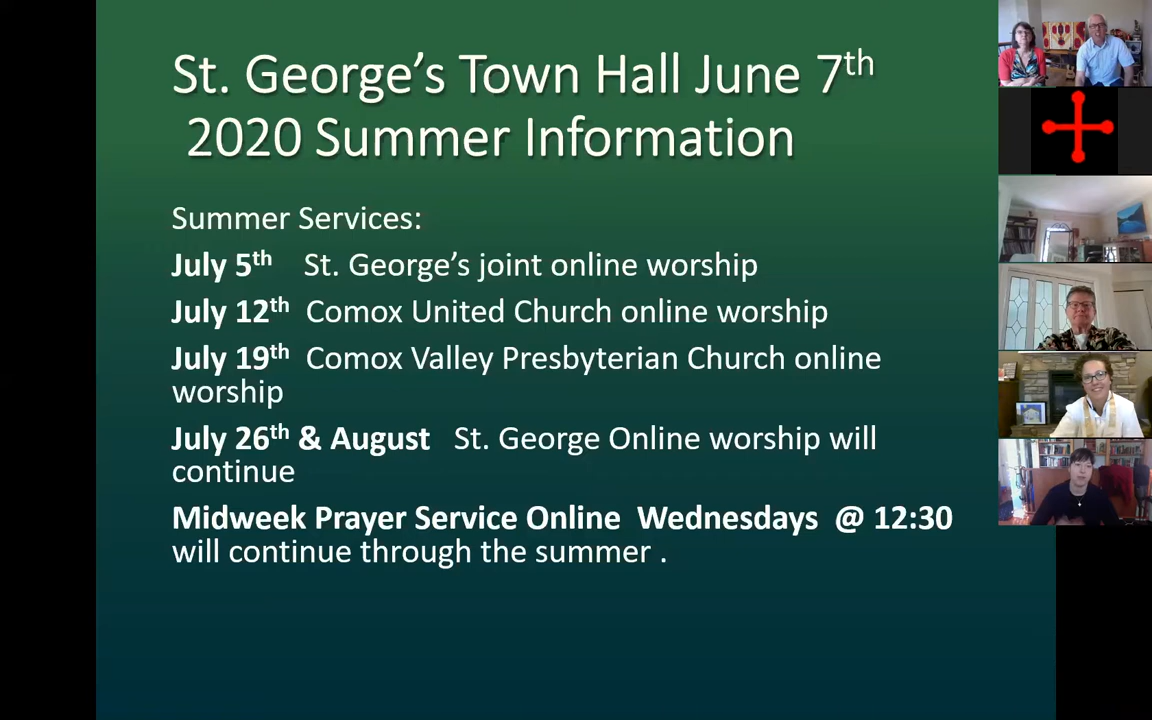 St. George’s Town Hall June 7th
2020 Summer Information
Summer Services:
July 5th St. George’s joint online worship
July 12th Comox United Church online worship
July 19th Comox Valley Presbyterian Church online
worship
July 26th & August St. George Online worship will
continue
Midweek Prayer Service Online Wednesdays @ 12:30
will continue through the summer .